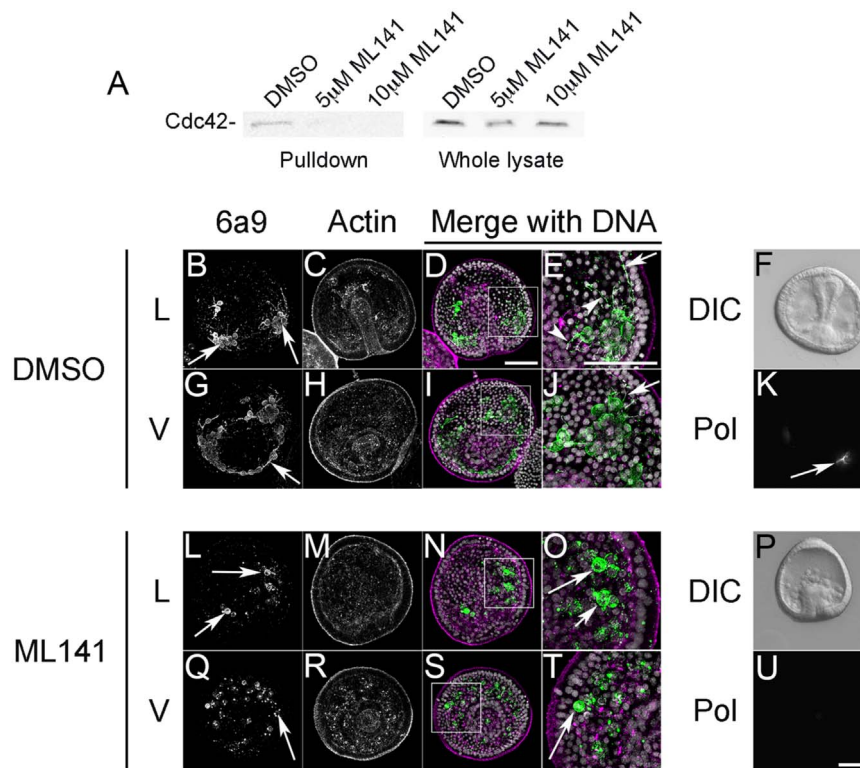 A
DMSO
5μM ML141
10μM ML141
DMSO
5μM ML141
10μM ML141
Cdc42-
Pulldown
Whole lysate
6a9
Actin
Merge with DNA
DMSO
L
B
C
D
E
DIC
F
V
G
H
I
J
Pol
K
ML141
L
L
M
N
O
DIC
P
V
Q
R
S
T
Pol
U